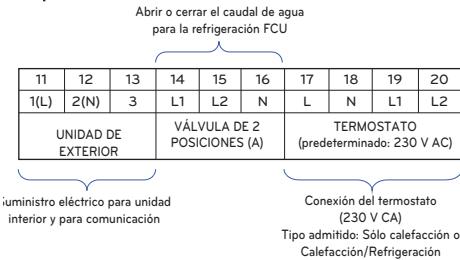 Abrir o cerrar el caudal de agua
para la refrigeración FCU
11 12 13 14 15 16 17 18 19 20
1(L) 2(N) 3 L1 L2 N L N L1 L2
UNIDAD DE
EXTERIOR
VÁLVULA DE 2
POSICIONES (A)
TERMOSTATO
(predeterminado: 230 V AC)
eléctrico para unidad
interior y para comunicación
Conexión del termostato
(230 V CA)
Tipo admitido: Sólo calefacción o
Calefacción/Refrigeración